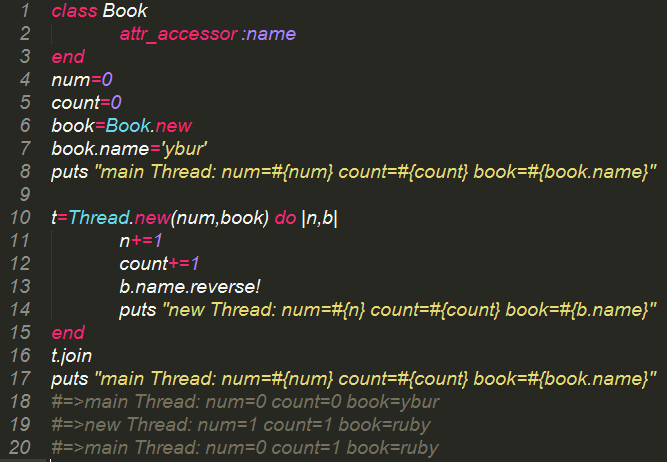 1 class Book
2 attr_accessor :name
3 end
4 num=0
5 count=0
6 book=Book.new
7 book.name='ybur'
8 puts "main Thread: num=#{num} count=#{count} book=#{book.name}"
9
10 t=Thread.new(num,book) do |n,b|
11 n+=1
12 count+=1
13 b.name.reverse!
14 puts "new Thread: num=#{n} count=#{count} book=#{b.name}"
15 end
16 t.join
17 puts "main Thread: num=#{num} count=#{count} book=#{book.name}"
18 #=>main Thread: num=0 count=0 book=ybur
19 #=>new Thread: num=1 count=1 book=ruby
20 #=>main Thread: num=0 count=1 book=ruby